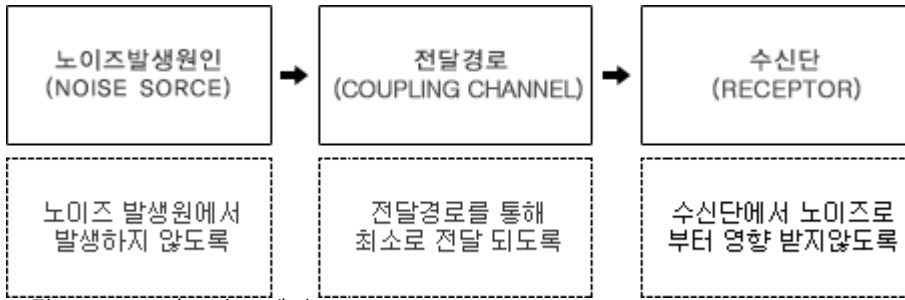 노이즈발생원인
(NOISE SORCE)
전달경로
(COUPLING CHANNEL)
수신단
(RECEPTOR)
노이즈 발생원에서
발생하지 않도록
전달경로를 통해
최소로 전달 되도록
수신단에서 노이즈로
부터 영향 받지않도록